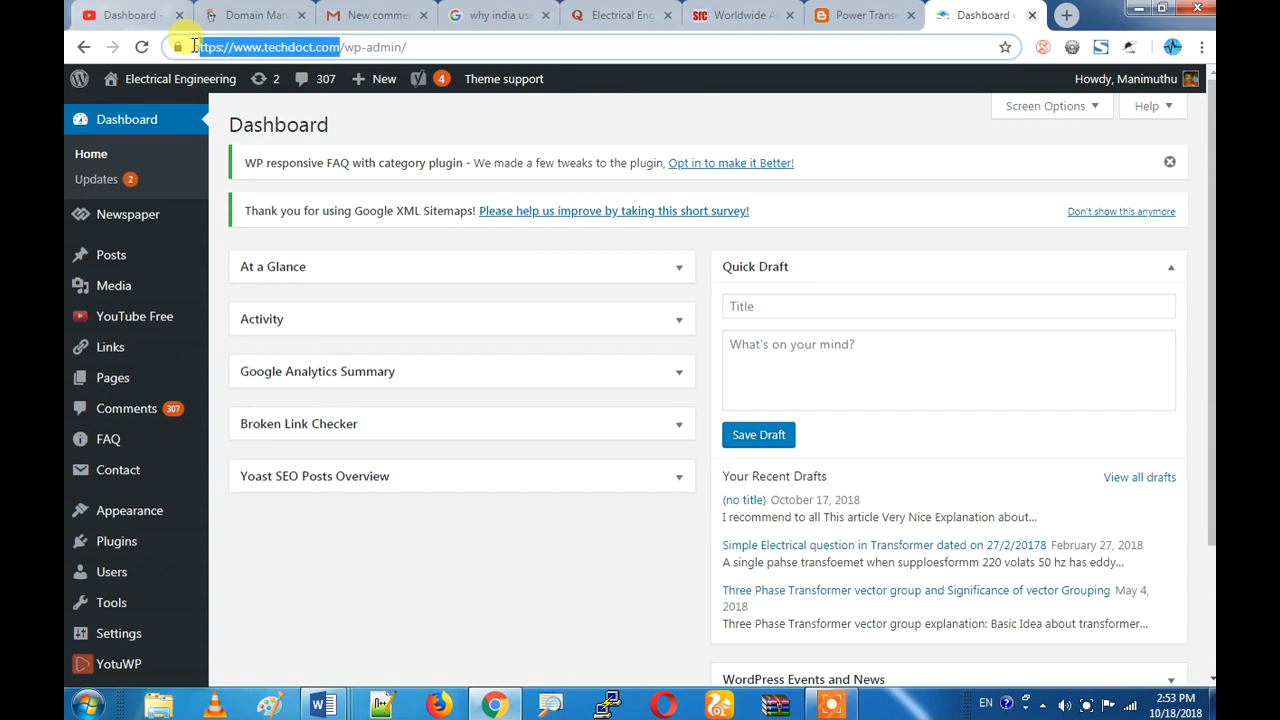 Dashboard -
Domain Man
New comme
why india us
Electrical Eng
Worldwide A
Power Trans
Dashboard
ttps://www.techdoct.com/wp-admin/
Electrical Engineering
2
307
New
4
Theme support
Howdy, Manimuthu
Dashboard
Screen Options
Help
Dashboard
Home
Updates 2
WP responsive FAQ with category plugin - We made a few tweaks to the plugin, Opt in to make it Better!
Newspaper
Thank you for using Google XML Sitemaps! Please help us improve by taking this short survey!
Don't show this anymore
Posts
Media
YouTube Free
Links
Pages
Comments 307
FAQ
Contact
Appearance
Plugins
Users
Tools
Settings
YotuWP
At a Glance
Activity
Google Analytics Summary
Broken Link Checker
Yoast SEO Posts Overview
Quick Draft
Title
What's on your mind?
Save Draft
Your Recent Drafts
View all drafts
(no title) October 17, 2018
I recommend to all This article Very Nice Explanation about...
Simple Electrical question in Transformer dated on 27/2/20178 February 27, 2018
A single pahse transfoemet when supploesformm 220 volats 50 hz has eddy...
Three Phase Transformer vector group and Significance of vector Grouping May 4,
2018
Three Phase Transformer vector group explanation: Basic Idea about transformer...
WordPress Events and News
EN
2:53 PM
10/18/2018